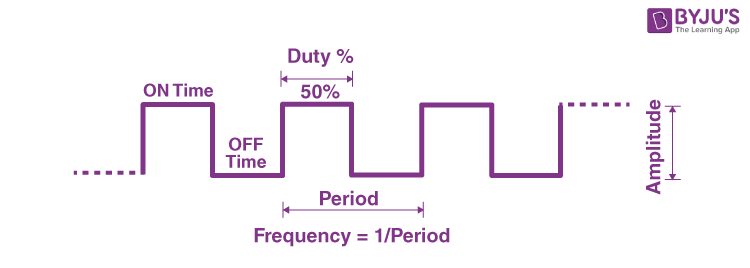 BYJU'S
The Learning App
Duty %
ON Time
50%
OFF
Time
Amplitude
Period
Frequency = 1/Period